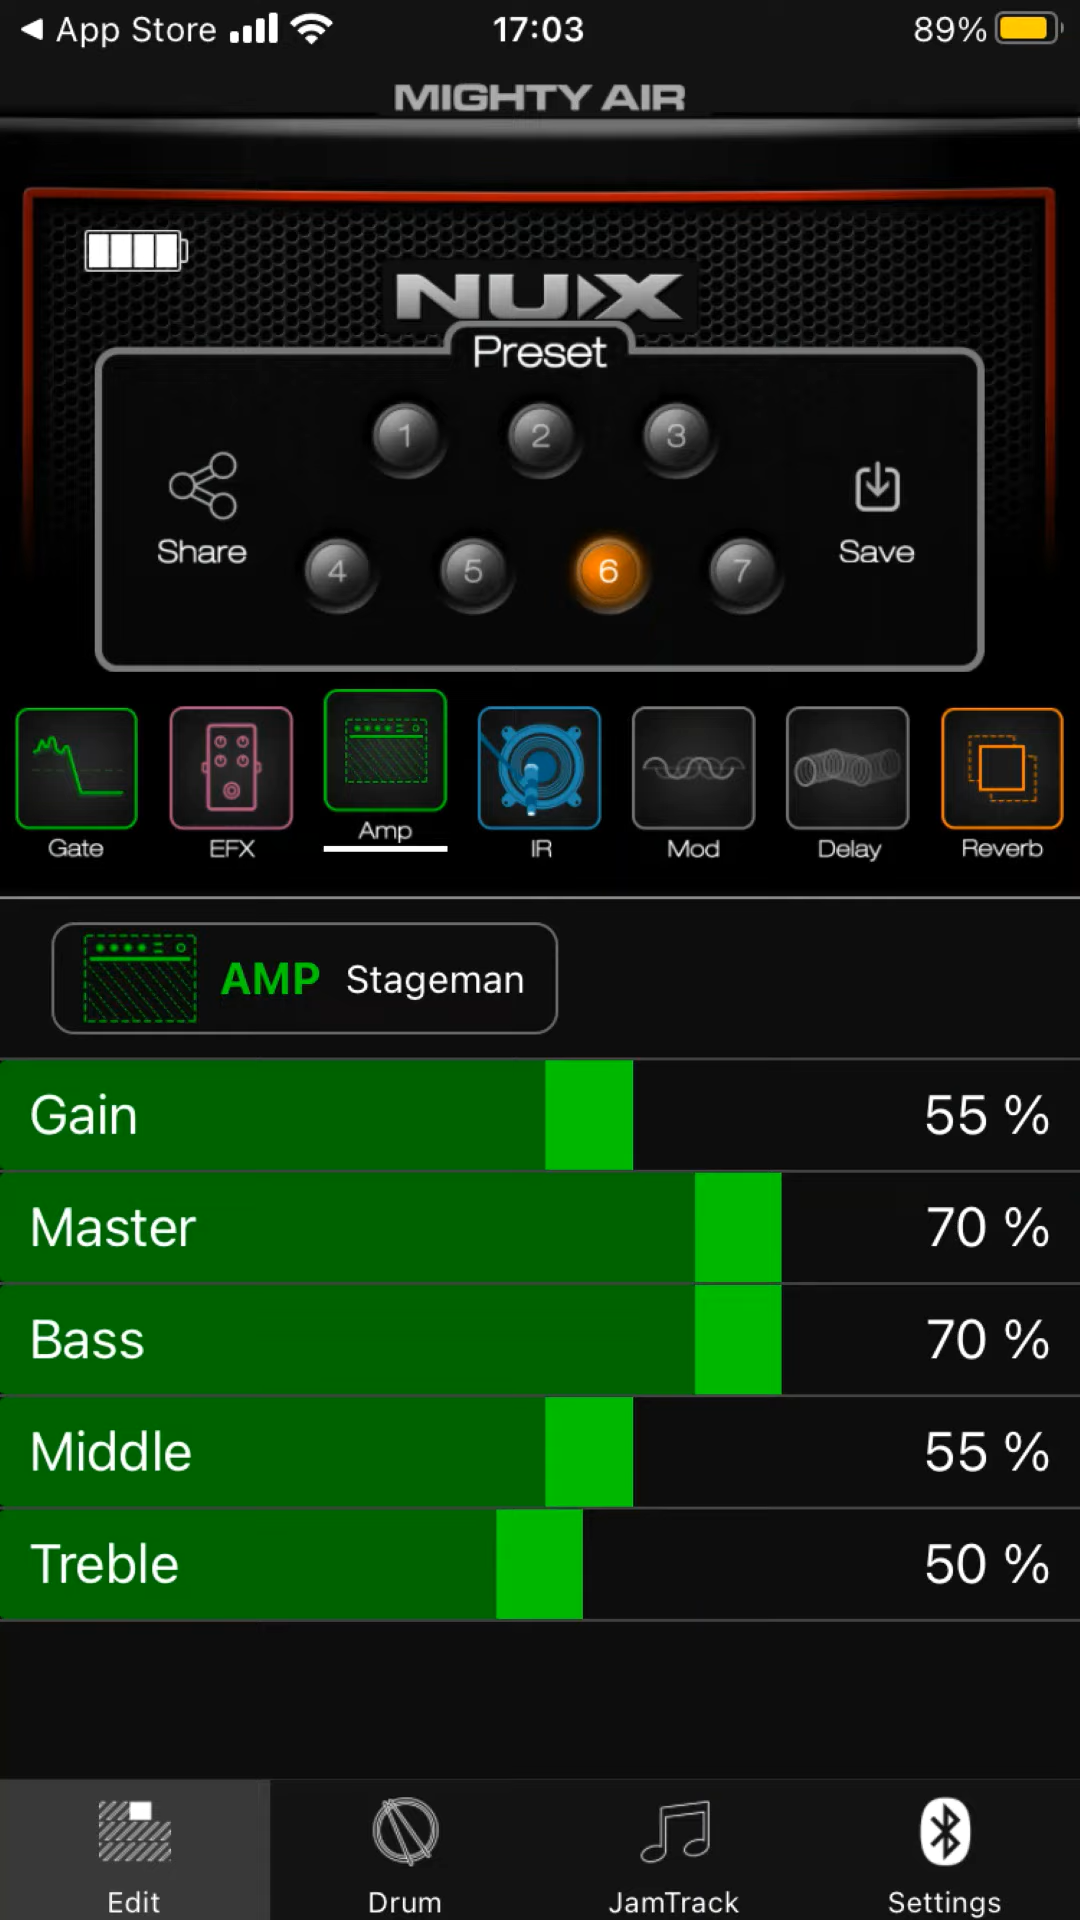 App Store 17:03 89%
MIGHTY AIR
NUX
Preset
1 2 3
Share Save
4 5 6 7
Gate EFX Amp IR Mod Delay Reverb
AMP Stageman
Gain 55 %
Master 70 %
Bass 70 %
Middle 55 %
Treble 50 %
Edit Drum JamTrack Settings